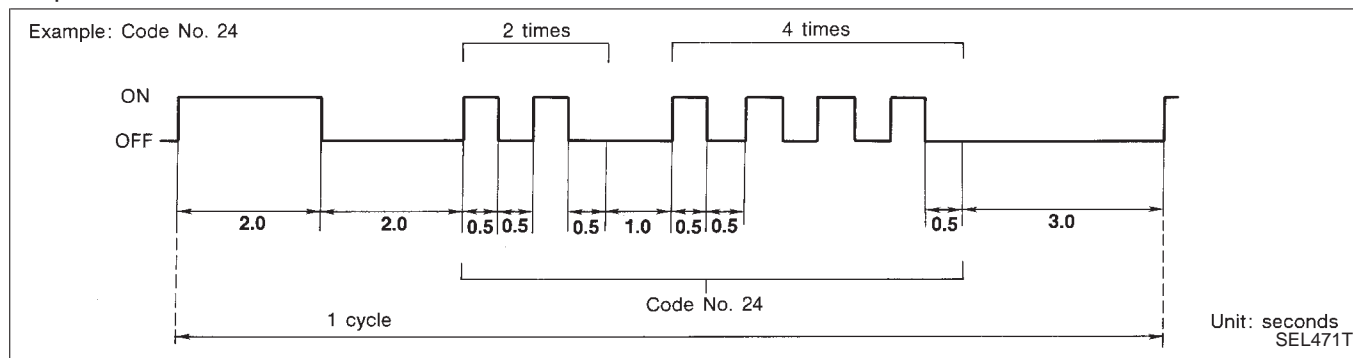 Example: Code No. 24
2 times
4 times
ON
OFF
2.0
2.0
0.5
0.5
0.5
1.0
0.5
0.5
0.5
3.0
Code No. 24
1 cycle
Unit: seconds
SEL471T